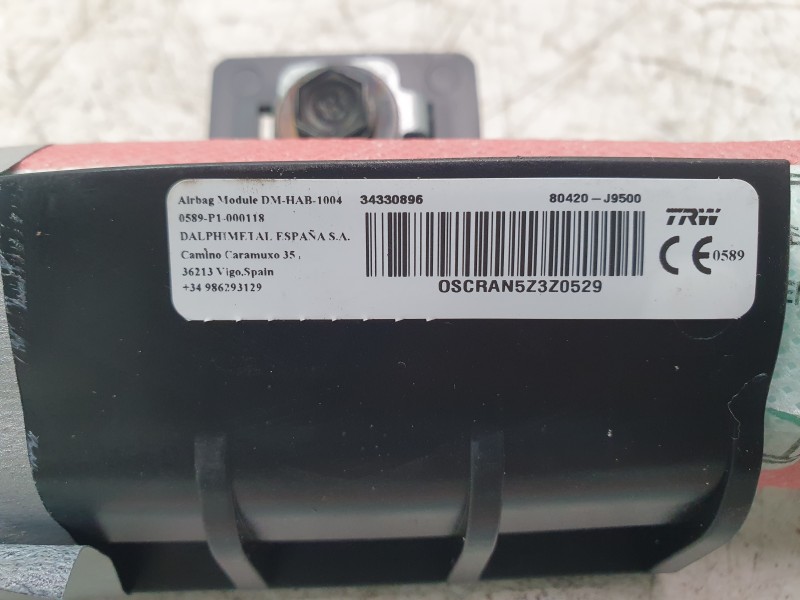 Airbag Module DM-HAB-1004
0589-P1-000118
DALPHIMETAL ESPAÑA S.A.
Camino Caramuxo 35 ,
36213 Vigo,Spain
+34 986293129
34330896
80420-J9500
0SCRAN5Z3Z0529
TRW
CE 0589